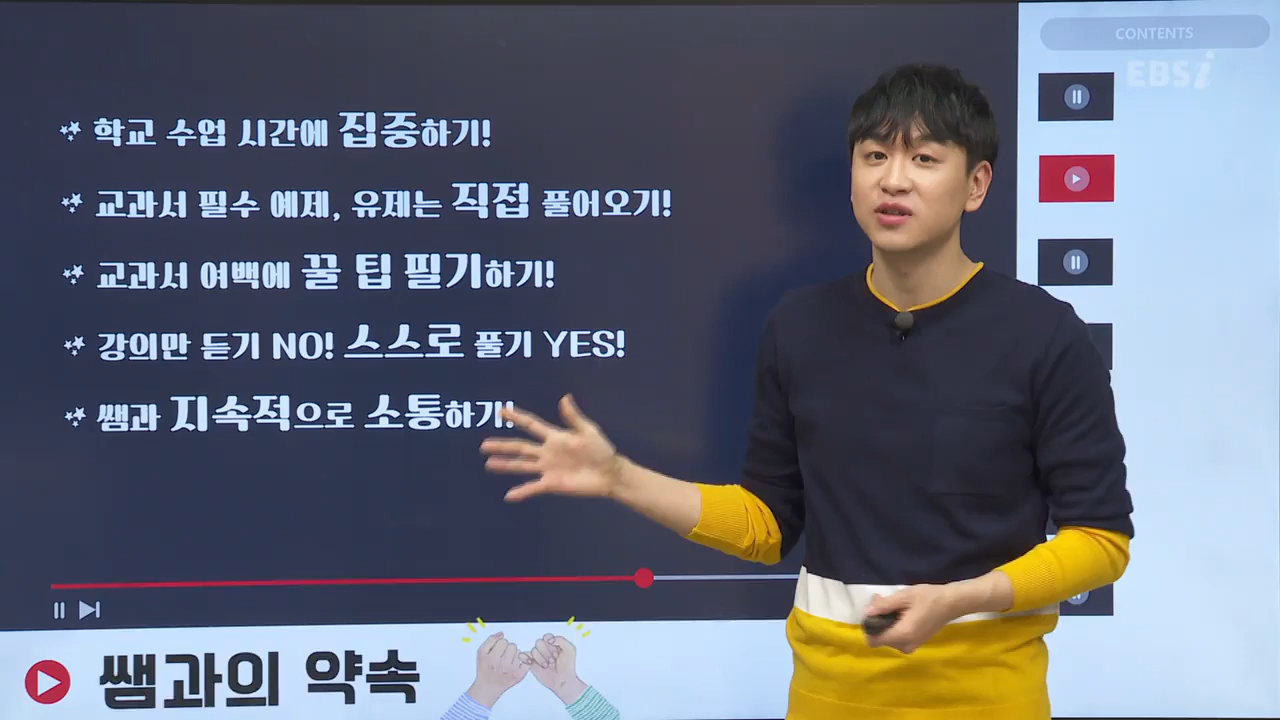 CONTENTS
EBSi
학교 수업 시간에 집중하기!
교과서 필수 예제, 유제는 직접 풀어오기!
교과서 여백에 꿀 팁 필기하기!
강의만 듣기 NO! 스스로 풀기 YES!
쌤과 지속적으로 소통하기!
쌤과의 약속